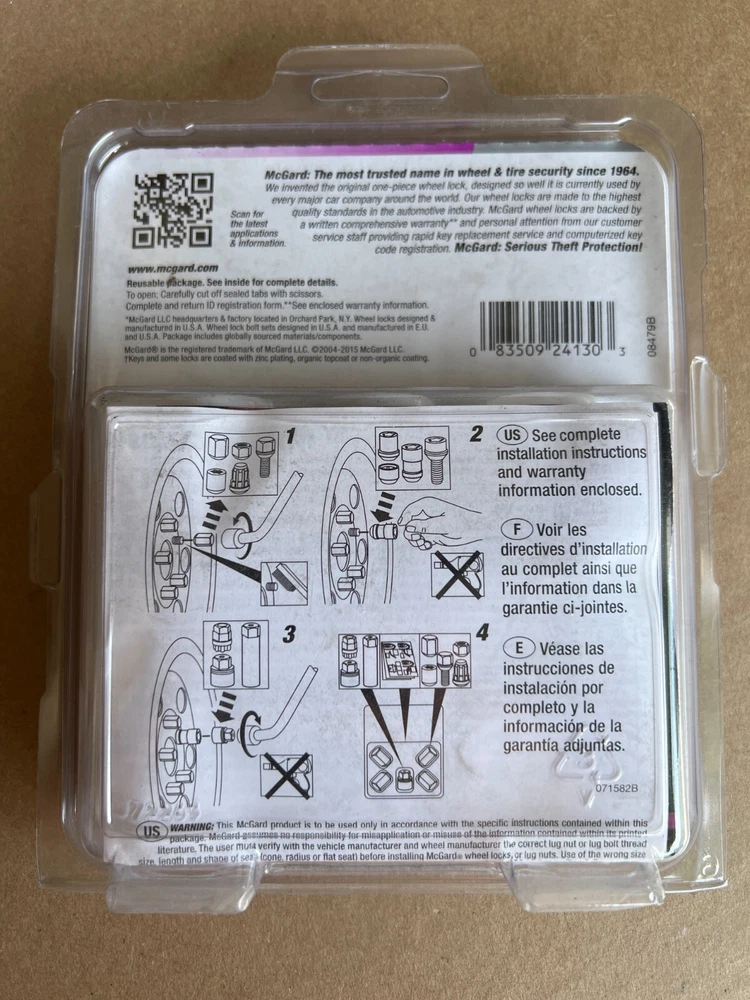 McGard: The most trusted name in wheel & tire security since 1964.
We invented the original one-piece wheel lock, designed so well it is currently used by
every major car company around the world. Our wheel locks are made to the highest
quality standards in the automotive industry. McGard wheel locks are backed by
a written comprehensive warranty** and personal attention from our customer
service staff providing rapid key replacement service and computerized key
code registration. McGard: Serious Theft Protection!
Scan for
the latest
applications
& information.
www.mcgard.com
Reusable package. See inside for complete details.
To open: Carefully cut off sealed tabs with scissors.
Complete and return ID registration form.**See enclosed warranty information.
*McGard LLC headquarters & factory located in Orchard Park, N.Y. Wheel locks designed &
manufactured in U.S.A. Wheel lock bolt sets designed in U.S.A. and manufactured in E.U.
and U.S.A. Package includes globally sourced materials/components.
McGard® is the registered trademark of McGard LLC. ©2004-2015 McGard LLC.
†Keys and some locks are coated with zinc plating, organic topcoat or non-organic coating.
0 83509 24130 3
08479B
1
2
3
4
US See complete
installation instructions
and warranty
information enclosed.
F Voir les
directives d'installation
au complet ainsi que
l'information dans la
garantie ci-jointes.
E Véase las
instrucciones de
instalación por
completo y la
información de la
garantía adjuntas.
071582B
US WARNING: This McGard product is to be used only in accordance with the specific instructions contained within this
package. McGard assumes no responsibility for misapplication or misuse of the information contained within its printed
literature. The user must verify with the vehicle manufacturer and wheel manufacturer the correct lug nut or lug bolt thread
size, length and shape of seat (cone, radius or flat seat) before installing McGard® wheel locks, or lug nuts. Use of the wrong size